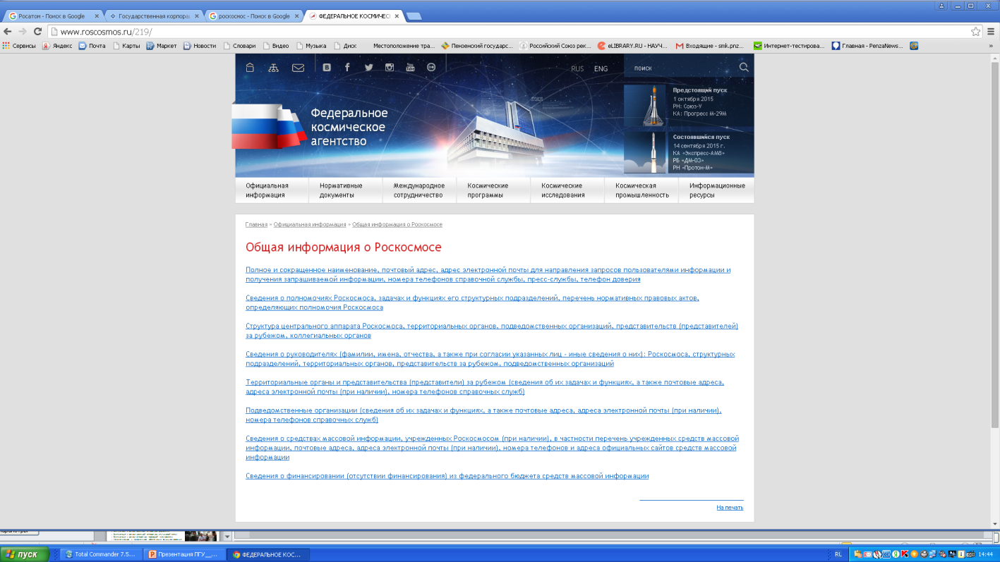 Росатом - Поиск в Google
Государственная корпора
роскосмос - Поиск в Google
ФЕДЕРАЛЬНОЕ КОСМИЧЕС
www.roscosmos.ru/219/
Сервисы
Яндекс
Почта
Карты
Маркет
Новости
Словари
Видео
Музыка
Диск
Местоположение тра...
Пензенский государс...
Российский Союз рек...
eLIBRARY.RU - НАУЧ...
Входящие - smk.pnz...
Интернет-тестирова...
Главная - PenzaNews...
»
RUS ENG
поиск
Предстоящий пуск
1 октября 2015
РН: Союз-У
КА: Прогресс М-29М
Федеральное
космическое
агентство
Состоявшийся пуск
14 сентября 2015 г.
КА «Экспресс-АМ8»
РБ «ДМ-03»
РН «Протон-М»
Официальная
информация
Нормативные
документы
Международное
сотрудничество
Космические
программы
Космические
исследования
Космическая
промышленность
Информационные
ресурсы
Главная » Официальная информация » Общая информация о Роскосмосе
Общая информация о Роскосмосе
Полное и сокращенное наименование, почтовый адрес, адрес электронной почты для направления запросов пользователями информации и
получения запрашиваемой информации, номера телефонов справочной службы, пресс-службы, телефон доверия
Сведения о полномочиях Роскосмоса, задачах и функциях его структурных подразделений, перечень нормативных правовых актов,
определяющих полномочия Роскосмоса
Структура центрального аппарата Роскосмоса, территориальных органов, подведомственных организаций, представительств (представителей)
за рубежом, коллегиальных органов
Сведения о руководителях (фамилии, имена, отчества, а также при согласии указанных лиц - иные сведения о них): Роскосмоса, структурных
подразделений, территориальных органов, представительств за рубежом, подведомственных организаций
Территориальные органы и представительства (представители) за рубежом (сведения об их задачах и функциях, а также почтовые адреса,
адреса электронной почты (при наличии), номера телефонов справочных служб)
Подведомственные организации (сведения об их задачах и функциях, а также почтовые адреса, адреса электронной почты (при наличии),
номера телефонов справочных служб)
Сведения о средствах массовой информации, учрежденных Роскосмосом (при наличии), в частности перечень учрежденных средств массовой
информации, почтовые адреса, адреса электронной почты (при наличии), номера телефонов и адреса официальных сайтов средств массовой
информации
Сведения о финансировании (отсутствии финансирования) из федерального бюджета средств массовой информации
На печать
пуск
Total Commander 7.5...
Презентация ПГУ__...
ФЕДЕРАЛЬНОЕ КОС...
RL
14:44